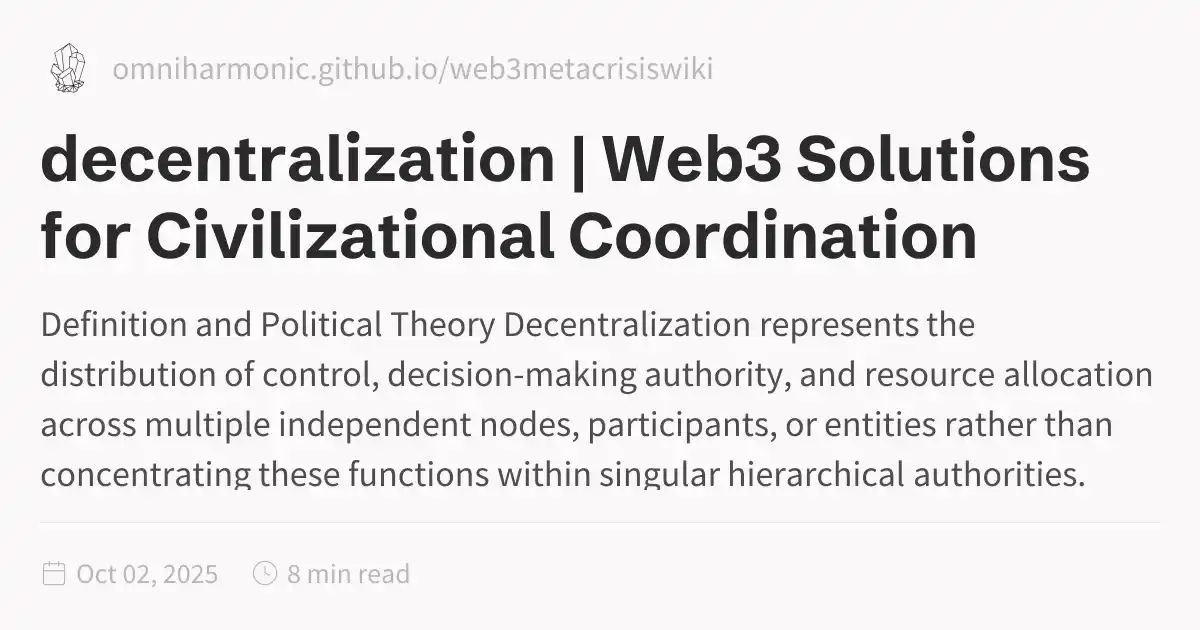 omniharmonic.github.io/web3metacrisiswiki
decentralization | Web3 Solutions
for Civilizational Coordination
Definition and Political Theory Decentralization represents the
distribution of control, decision-making authority, and resource allocation
across multiple independent nodes, participants, or entities rather than
concentrating these functions within singular hierarchical authorities.
Oct 02, 2025
8 min read